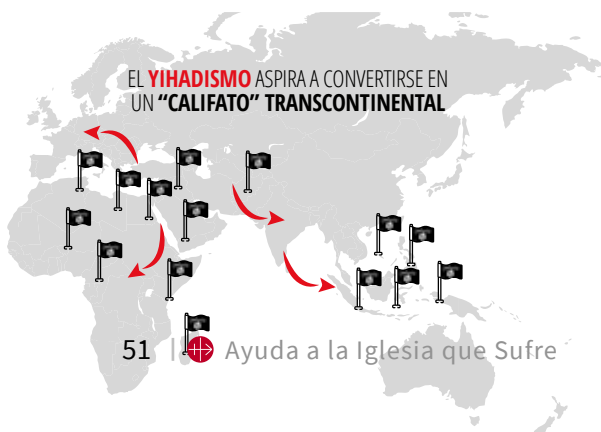 EL YIHADISMO ASPIRA A CONVERTIRSE EN
UN “CALIFATO” TRANSCONTINENTAL
51 | Ayuda a la Iglesia que Sufre